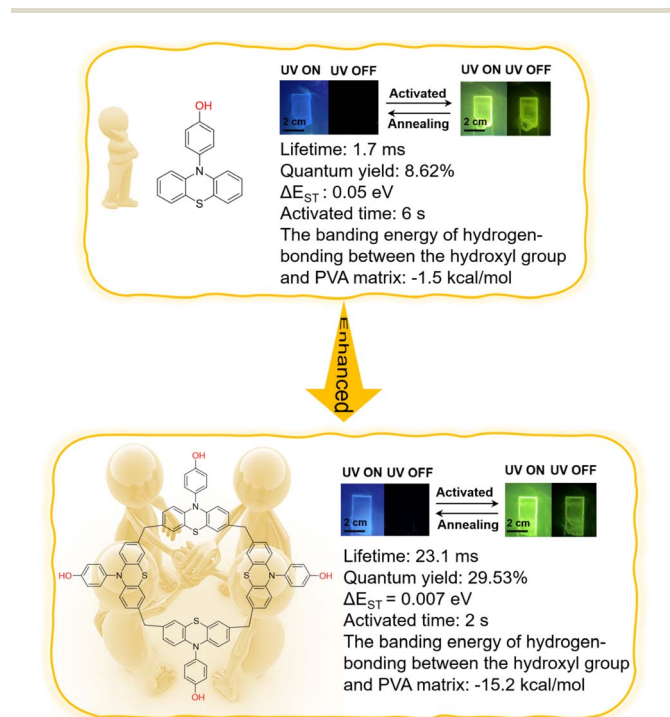 OH
N
S
UV ON UV OFF
UV ON UV OFF
2 cm
Activated
Annealing
2 cm
Lifetime: 1.7 ms
Quantum yield: 8.62%
ΔE_ST : 0.05 eV
Activated time: 6 s
The banding energy of hydrogen-
bonding between the hydroxyl group
and PVA matrix: -1.5 kcal/mol
Enhanced
OH
N
S
HO
N
S
S
N
OH
S
N
OH
UV ON UV OFF
UV ON UV OFF
2 cm
Activated
Annealing
2 cm
Lifetime: 23.1 ms
Quantum yield: 29.53%
ΔE_ST = 0.007 eV
Activated time: 2 s
The banding energy of hydrogen-
bonding between the hydroxyl group
and PVA matrix: -15.2 kcal/mol